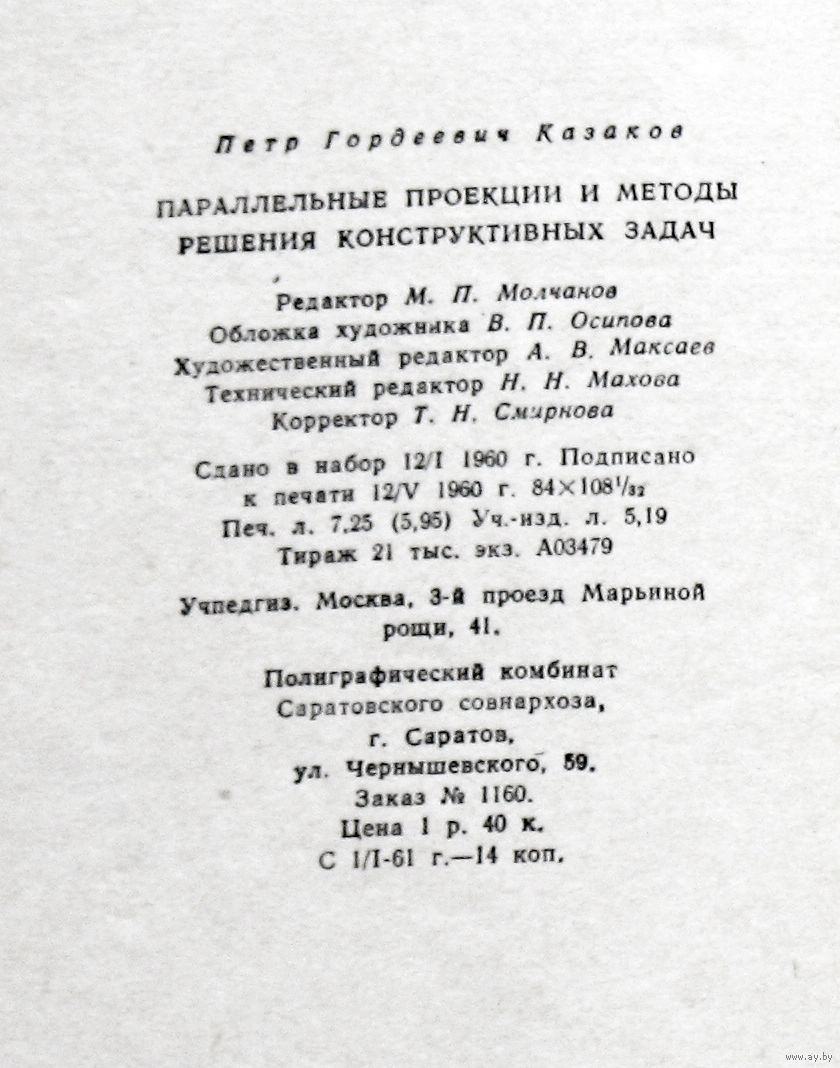 Петр Гордеевич Казаков
ПАРАЛЛЕЛЬНЫЕ ПРОЕКЦИИ И МЕТОДЫ
РЕШЕНИЯ КОНСТРУКТИВНЫХ ЗАДАЧ
Редактор М. П. Молчанов
Обложка художника В. П. Осипова
Художественный редактор А. В. Максаев
Технический редактор Н. Н. Махова
Корректор Т. Н. Смирнова
Сдано в набор 12/I 1960 г. Подписано
к печати 12/V 1960 г. 84×108¹/₃₂
Печ. л. 7,25 (5,95) Уч.-изд. л. 5,19
Тираж 21 тыс. экз. А03479
Учпедгиз. Москва, 3-й проезд Марьиной
рощи, 41.
Полиграфический комбинат
Саратовского совнархоза,
г. Саратов,
ул. Чернышевского, 59.
Заказ № 1160.
Цена 1 р. 40 к.
С 1/I-61 г.—14 коп.
www.ay.by